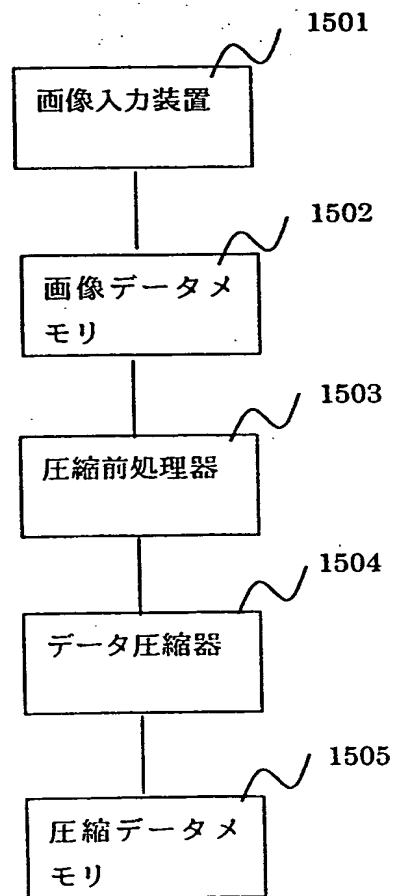 1501
画像入力装置
1502
画像データメ
モリ
1503
圧縮前処理器
1504
データ圧縮器
1505
圧縮データメ
モリ